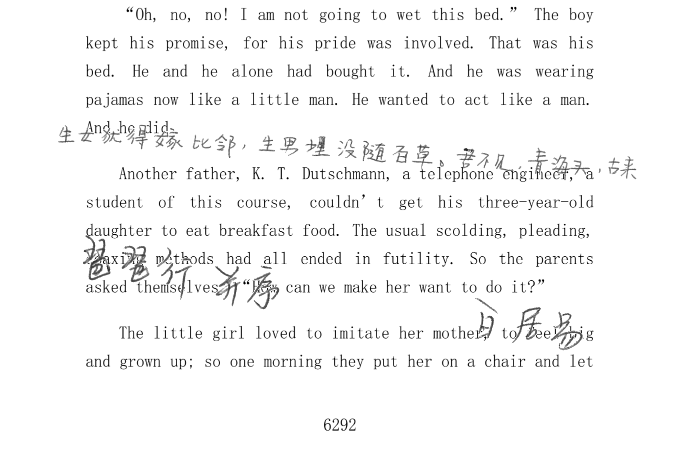 “Oh, no, no! I am not going to wet this bed.” The boy
kept his promise, for his pride was involved. That was his
bed. He and he alone had bought it. And he was wearing
pajamas now like a little man. He wanted to act like a man.
And he did.
生女犹得嫁比邻，生男埋没随百草。君不见，青海头，古来
Another father, K. T. Dutschmann, a telephone engineer, a
student of this course, couldn’t get his three-year-old
daughter to eat breakfast food. The usual scolding, pleading,
coaxing methods had all ended in futility. So the parents
琵琶行 并序
asked themselves: “How can we make her want to do it?”
白居易
The little girl loved to imitate her mother, to feel big
and grown up; so one morning they put her on a chair and let
6292